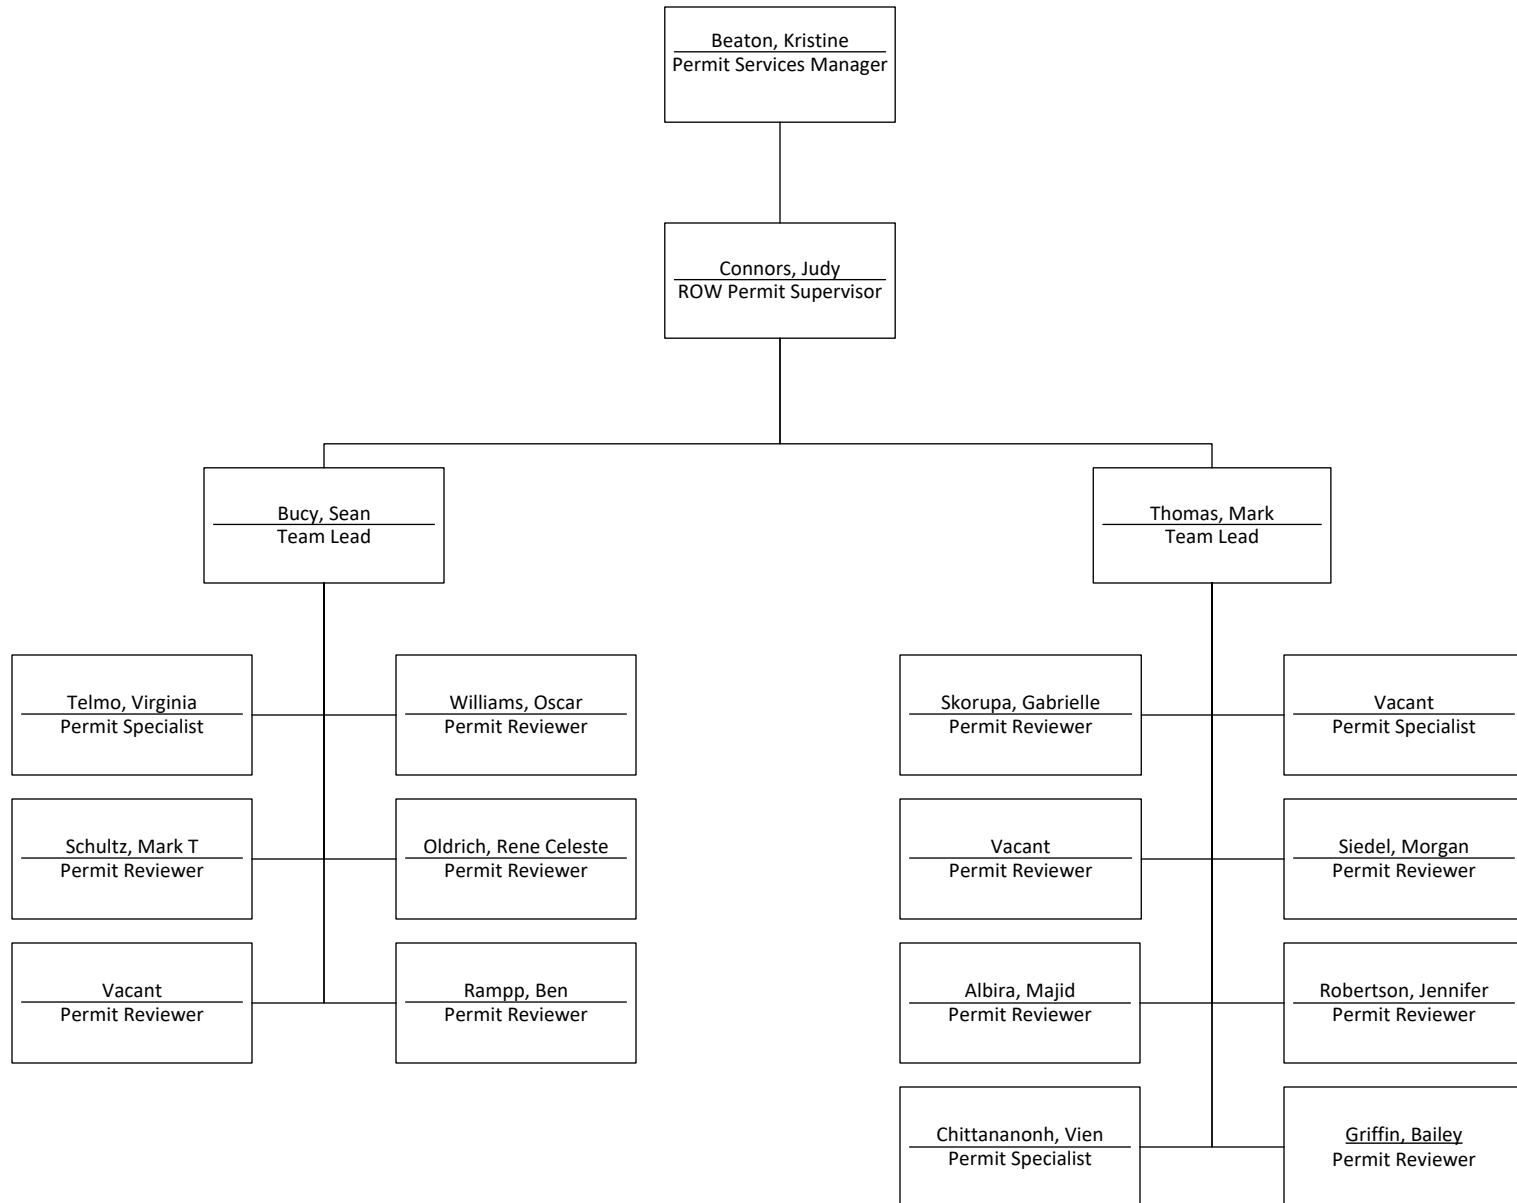 Beaton, Kristine
Permit Services Manager
Connors, Judy
ROW Permit Supervisor
Bucy, Sean
Team Lead
Thomas, Mark
Team Lead
Telmo, Virginia
Permit Specialist
Williams, Oscar
Permit Reviewer
Skorupa, Gabrielle
Permit Reviewer
Vacant
Permit Specialist
Schultz, Mark T
Permit Reviewer
Oldrich, Rene Celeste
Permit Reviewer
Vacant
Permit Reviewer
Siedel, Morgan
Permit Reviewer
Vacant
Permit Reviewer
Rampp, Ben
Permit Reviewer
Albira, Majid
Permit Reviewer
Robertson, Jennifer
Permit Reviewer
Chittananonh, Vien
Permit Specialist
Griffin, Bailey
Permit Reviewer